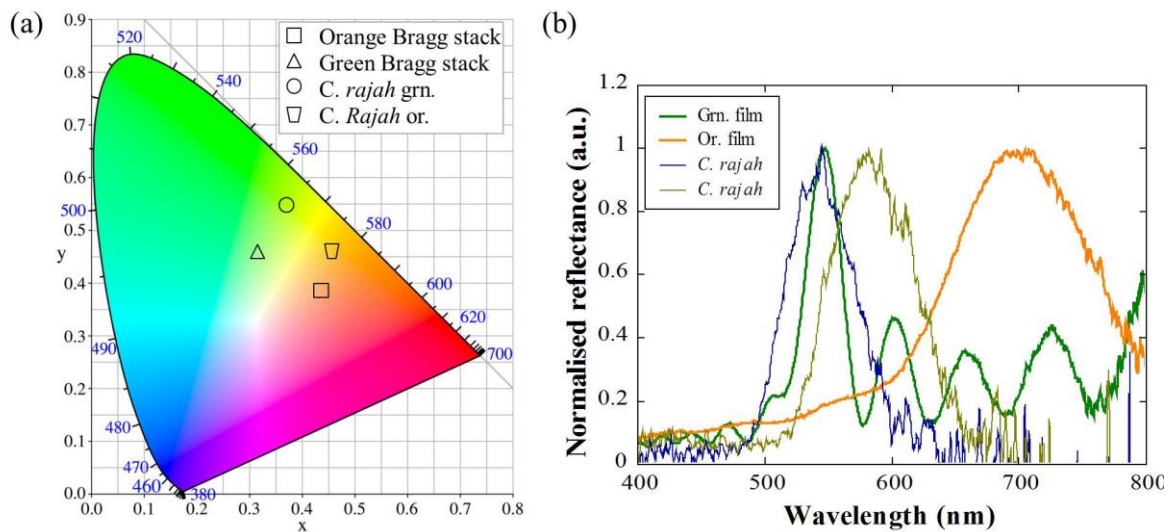 (a)
0.9
0.8
0.7
0.6
0.5
y
0.4
0.3
0.2
0.1
0.0
0.0 0.1 0.2 0.3 0.4 0.5 0.6 0.7 0.8
x
520
540
560
580
600
620
700
500
490
480
470
460
380
Orange Bragg stack
Green Bragg stack
C. rajah grn.
C. Rajah or.
(b)
Normalised reflectance (a.u.)
1.2
1
0.8
0.6
0.4
0.2
0
400 500 600 700 800
Wavelength (nm)
Grn. film
Or. film
C. rajah
C. rajah